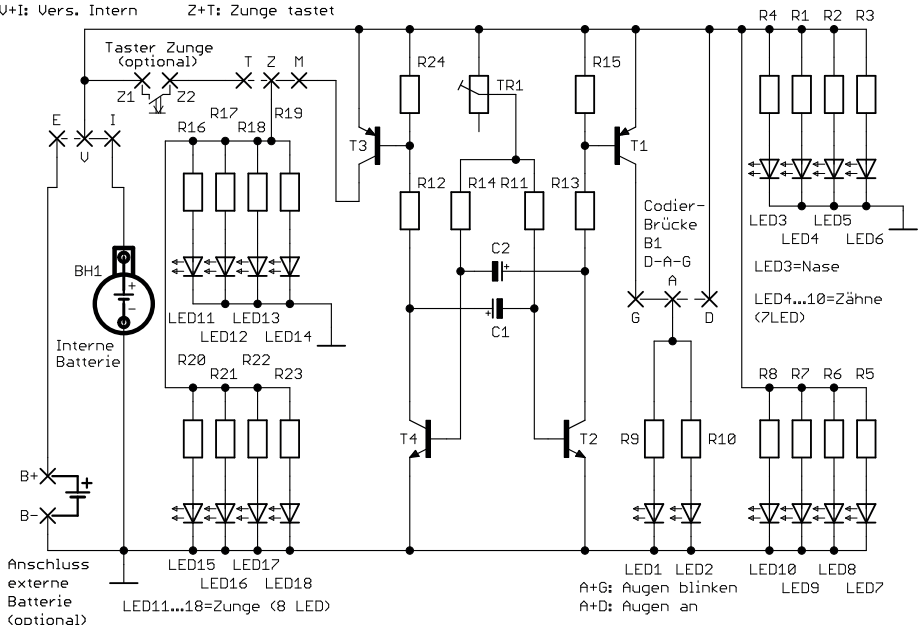 V+I: Vers. Intern Z+T: Zunge tastet
R4 R1 R2 R3
Taster Zunge
(optional)
T Z M
R24
TR1
R15
Z1 Z2
R17
R19
R16 R18
E I
V
T3
T1
R12 R14 R11 R13
Codier-
Brücke
B1
D-A-G
A
LED3 LED5
LED4 LED6
C2
+
BH1
+
-
G D
LED3=Nase
LED4...10=Zähne
(7LED)
+
C1
LED11 LED13
LED12 LED14
Interne
Batterie
R20 R22
R21 R23
R8 R7 R6 R5
T4
T2
R9 R10
B+
+
B-
Anschluss
externe
Batterie
(optional)
LED15 LED17
LED16 LED18
LED11...18=Zunge (8 LED)
LED1 LED2
A+G: Augen blinken
A+D: Augen an
LED10 LED8
LED9 LED7